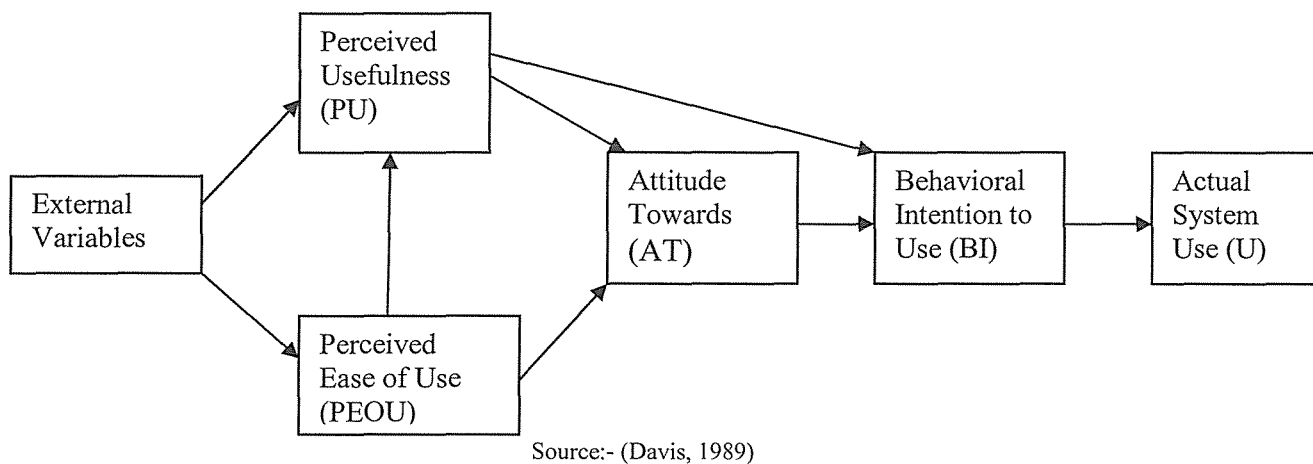 Perceived
Usefulness
(PU)
External
Variables
Perceived
Ease of Use
(PEOU)
Attitude
Towards
(AT)
Behavioral
Intention to
Use (BI)
Actual
System
Use (U)
Source:- (Davis, 1989)